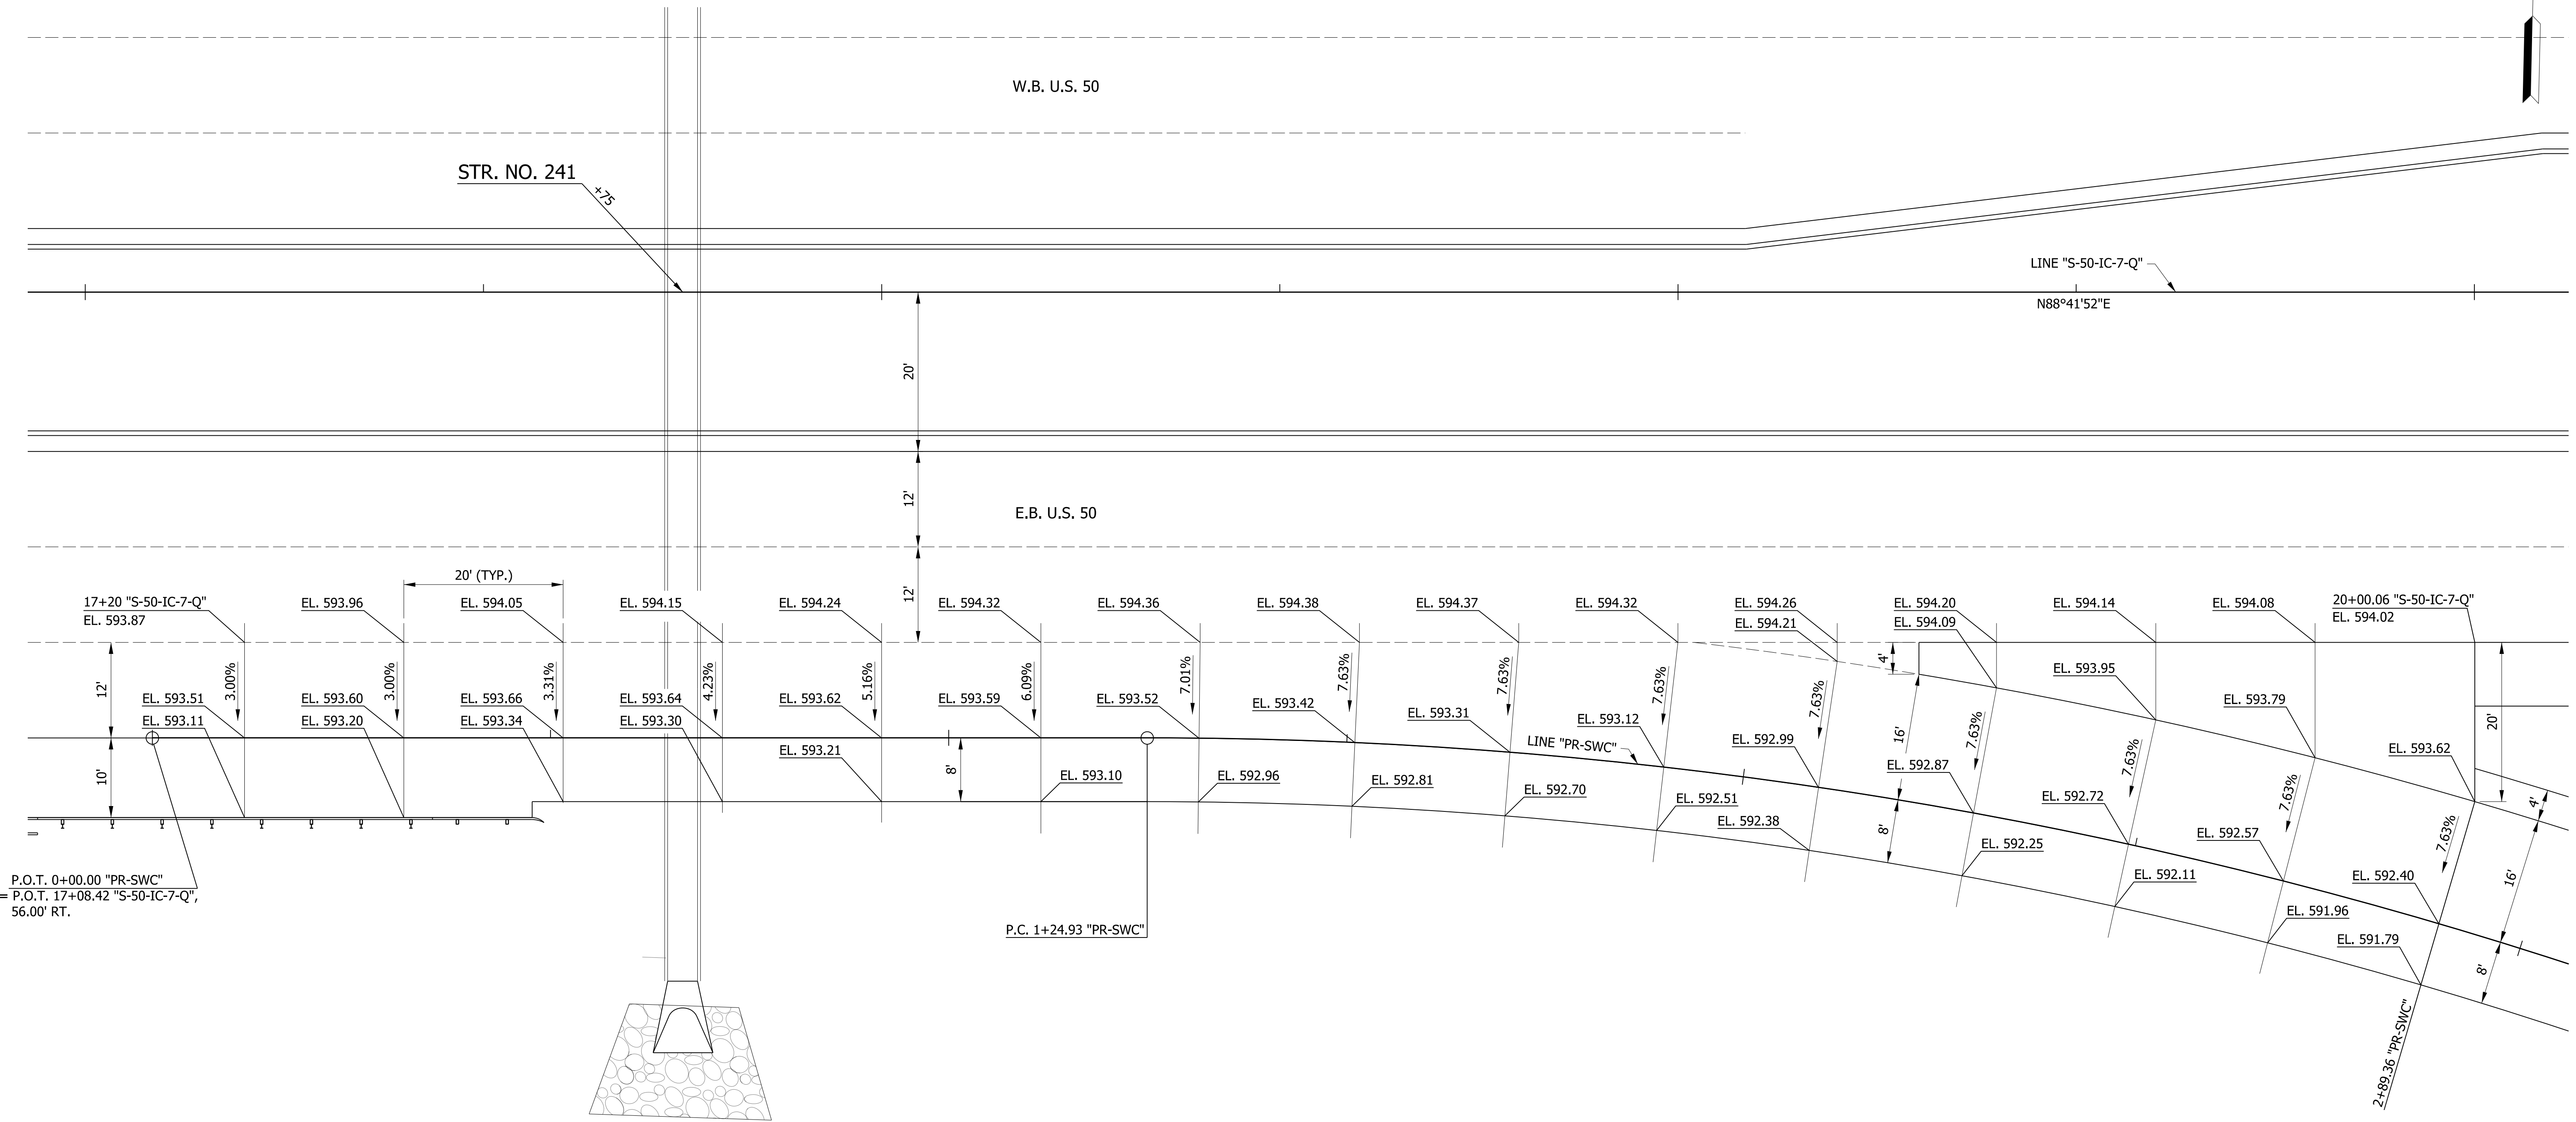 W.B. U.S. 50
STR. NO. 241
+75
LINE "S-50-IC-7-Q"
N88°41'52"E
20'
12'
E.B. U.S. 50
12'
20' (TYP.)
17+20 "S-50-IC-7-Q"
EL. 593.87
EL. 593.96
EL. 594.05
EL. 594.15
EL. 594.24
EL. 594.32
EL. 594.36
EL. 594.38
EL. 594.37
EL. 594.32
EL. 594.26
EL. 594.21
EL. 594.20
EL. 594.09
EL. 594.14
EL. 594.08
20+00.06 "S-50-IC-7-Q"
EL. 594.02
12'
3.00%
3.00%
3.31%
4.23%
5.16%
6.09%
7.01%
7.63%
7.63%
7.63%
7.63%
4'
16'
7.63%
7.63%
7.63%
20'
7.63%
EL. 593.51
EL. 593.11
EL. 593.60
EL. 593.20
EL. 593.66
EL. 593.34
EL. 593.64
EL. 593.30
EL. 593.62
EL. 593.21
EL. 593.59
EL. 593.10
EL. 593.52
EL. 592.96
EL. 593.42
EL. 592.81
EL. 593.31
EL. 592.70
EL. 593.12
EL. 592.51
LINE "PR-SWC"
EL. 592.99
EL. 592.38
EL. 592.87
EL. 592.25
EL. 593.95
EL. 592.72
EL. 592.11
EL. 593.79
EL. 592.57
EL. 591.96
EL. 593.62
EL. 592.40
EL. 591.79
10'
8'
8'
4'
16'
8'
P.O.T. 0+00.00 "PR-SWC"
= P.O.T. 17+08.42 "S-50-IC-7-Q",
56.00' RT.
P.C. 1+24.93 "PR-SWC"
2+89.36 "PR-SWC"